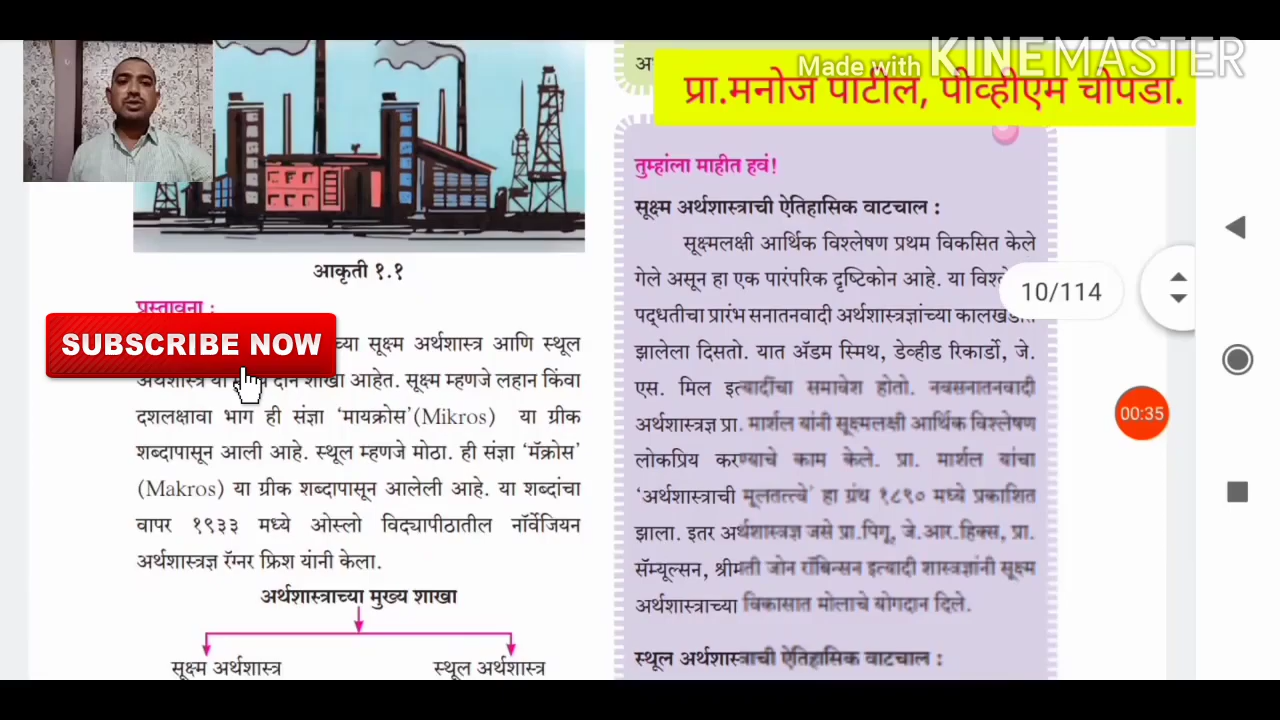 Made with KINEMASTER
प्रा.मनोज पाटील, पीव्हीएम चोपडा.
आकृती १.१
प्रस्तावना :
SUBSCRIBE NOW
च्या सूक्ष्म अर्थशास्त्र आणि स्थूल
अर्थशास्त्र या दोन शाखा आहेत. सूक्ष्म म्हणजे लहान किंवा
दशलक्षावा भाग ही संज्ञा ‘मायक्रोस’(Mikros) या ग्रीक
शब्दापासून आली आहे. स्थूल म्हणजे मोठा. ही संज्ञा ‘मॅक्रोस’
(Makros) या ग्रीक शब्दापासून आलेली आहे. या शब्दांचा
वापर १९३३ मध्ये ओस्लो विद्यापीठातील नॉर्वेजियन
अर्थशास्त्रज्ञ रॅग्नर फ्रिश यांनी केला.
अर्थशास्त्राच्या मुख्य शाखा
सूक्ष्म अर्थशास्त्र स्थूल अर्थशास्त्र
तुम्हांला माहीत हवं!
सूक्ष्म अर्थशास्त्राची ऐतिहासिक वाटचाल :
सूक्ष्मलक्षी आर्थिक विश्लेषण प्रथम विकसित केले
गेले असून हा एक पारंपरिक दृष्टिकोन आहे. या
पद्धतीचा प्रारंभ सनातनवादी अर्थशास्त्रज्ञांच्या कालखंडात
झालेला दिसतो. यात अॅडम स्मिथ, डेव्हीड रिकार्डो, जे.
एस. मिल इत्यादींचा समावेश होतो. नवसनातनवादी
अर्थशास्त्रज्ञ प्रा. मार्शल यांनी सूक्ष्मलक्षी आर्थिक विश्लेषण
लोकप्रिय करण्याचे काम केले. प्रा. मार्शल यांचा
‘अर्थशास्त्राची मूलतत्त्वे’ हा ग्रंथ १८९० मध्ये प्रकाशित
झाला. इतर अर्थशास्त्रज्ञ जसे प्रा.पिगू, जे.आर.हिक्स, प्रा.
सॅम्यूल्सन, श्रीमती जोन रॉबिन्सन इत्यादी शास्त्रज्ञांनी सूक्ष्म
अर्थशास्त्राच्या विकासात मोलाचे योगदान दिले.
स्थूल अर्थशास्त्राची ऐतिहासिक वाटचाल :
10/114
00:35